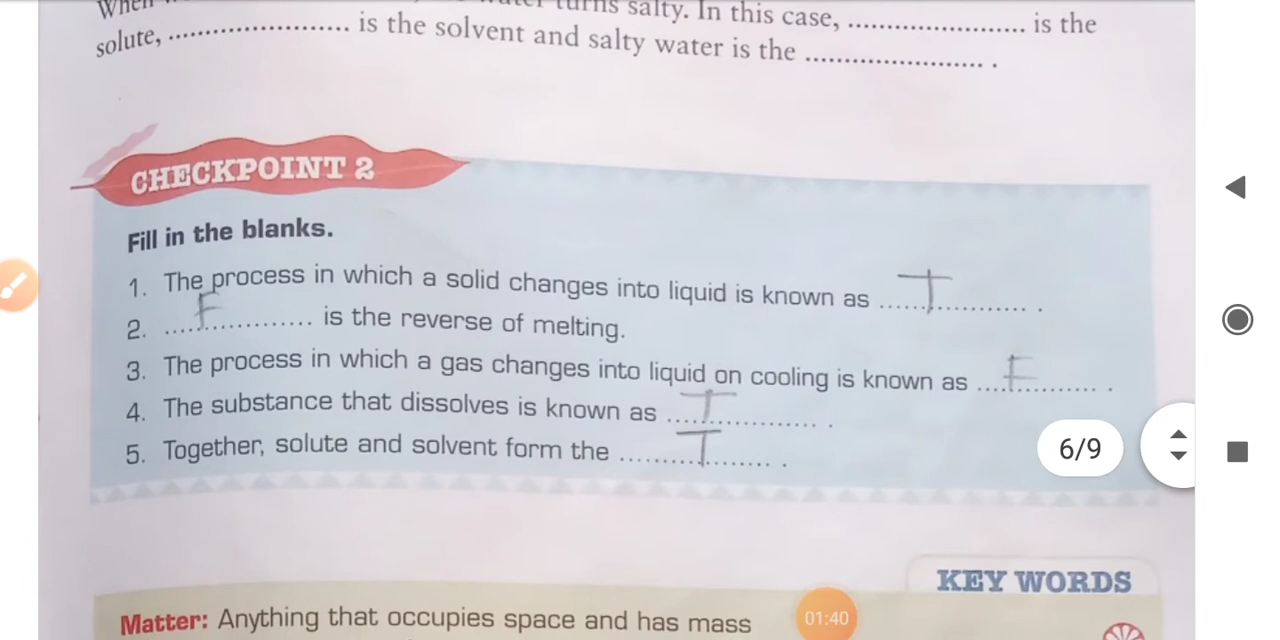 When turns salty. In this case, ........................ is the
solute, ........................ is the solvent and salty water is the ........................ .
CHECKPOINT 2
Fill in the blanks.
1. The process in which a solid changes into liquid is known as ......T............ .
2. .....F.............. is the reverse of melting.
3. The process in which a gas changes into liquid on cooling is known as ....F............ .
4. The substance that dissolves is known as .....T............... .
5. Together, solute and solvent form the ..........T......... .
6/9
KEY WORDS
Matter: Anything that occupies space and has mass
01:40